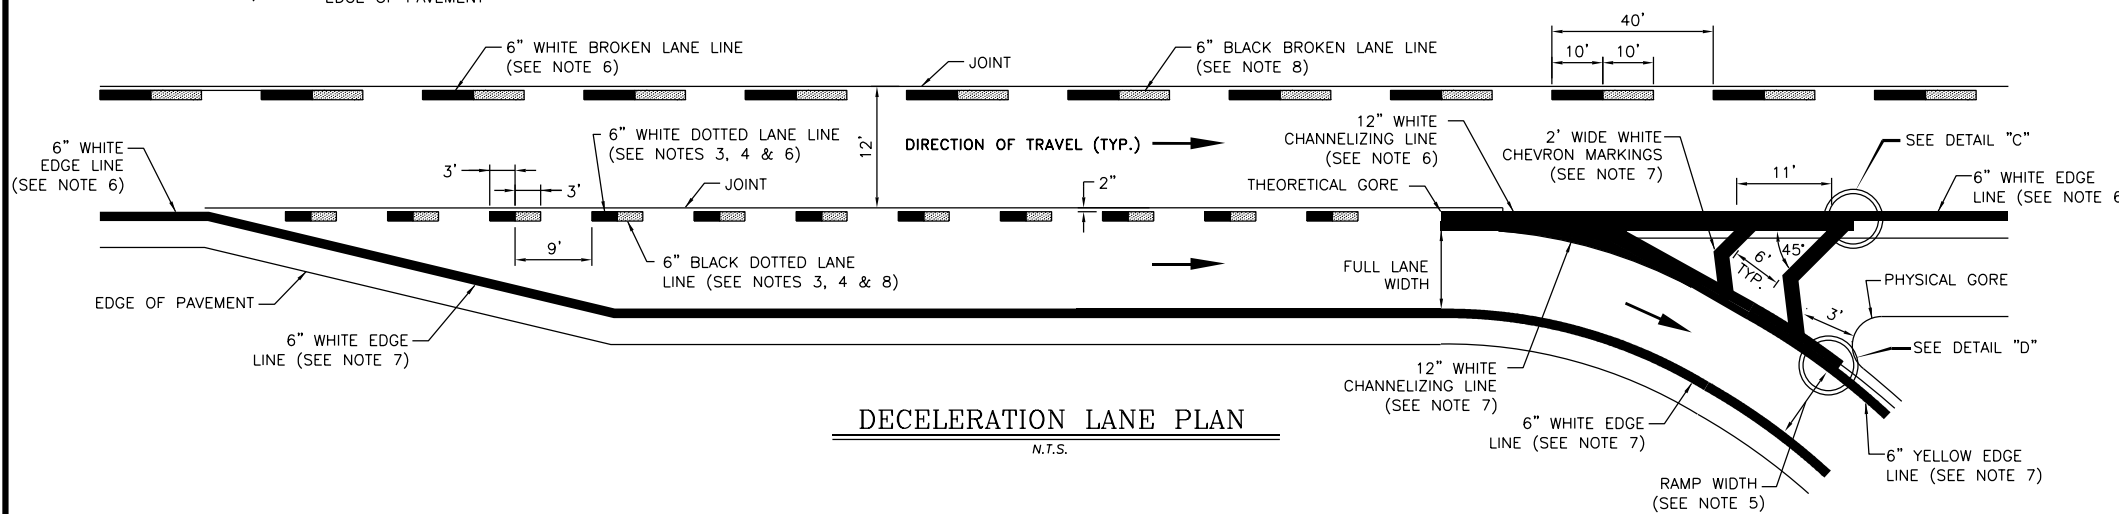 EDGE OF PAVEMENT
6" WHITE BROKEN LANE LINE
(SEE NOTE 6)
JOINT
6" BLACK BROKEN LANE LINE
(SEE NOTE 8)
40'
10'
10'
6" WHITE
EDGE LINE
(SEE NOTE 6)
3'
3'
6" WHITE DOTTED LANE LINE
(SEE NOTES 3, 4 & 6)
JOINT
12'
DIRECTION OF TRAVEL (TYP.)
2"
12" WHITE
CHANNELIZING LINE
(SEE NOTE 6)
THEORETICAL GORE
2' WIDE WHITE
CHEVRON MARKINGS
(SEE NOTE 7)
11'
SEE DETAIL "C"
6" WHITE EDGE
LINE (SEE NOTE 6
9'
6" BLACK DOTTED LANE
LINE (SEE NOTES 3, 4 & 8)
EDGE OF PAVEMENT
6" WHITE EDGE
LINE (SEE NOTE 7)
FULL LANE
WIDTH
6'
TYP.
45°
PHYSICAL GORE
3'
SEE DETAIL "D"
12" WHITE
CHANNELIZING LINE
(SEE NOTE 7)
6" WHITE EDGE
LINE (SEE NOTE 7)
RAMP WIDTH
(SEE NOTE 5)
6" YELLOW EDGE
LINE (SEE NOTE 7)
DECELERATION LANE PLAN
N.T.S.